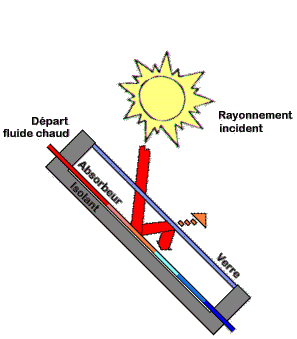 Départ
fluide chaud
Rayonnement
incident
Absorbeur
Isolant
Verre